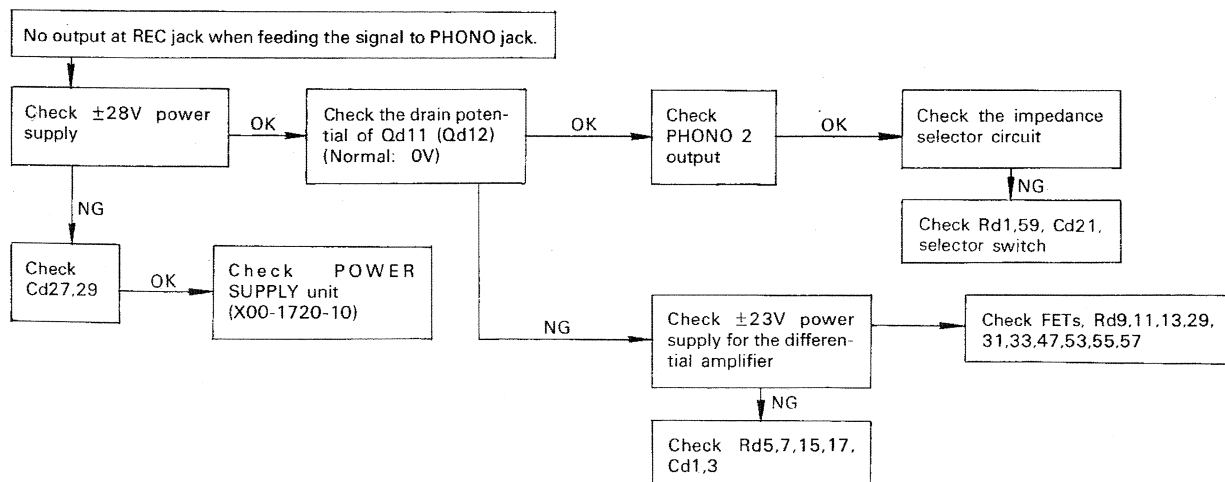 No output at REC jack when feeding the signal to PHONO jack.
Check ±28V power
supply
OK
Check the drain poten-
tial of Qd11 (Qd12)
(Normal: 0V)
OK
Check
PHONO 2
output
OK
Check the impedance
selector circuit
NG
Check Rd1,59, Cd21,
selector switch
NG
Check
Cd27,29
OK
Check POWER
SUPPLY unit
(X00-1720-10)
NG
Check ±23V power
supply for the differen-
tial amplifier
Check FETs, Rd9,11,13,29,
31,33,47,53,55,57
NG
Check Rd5,7,15,17,
Cd1,3